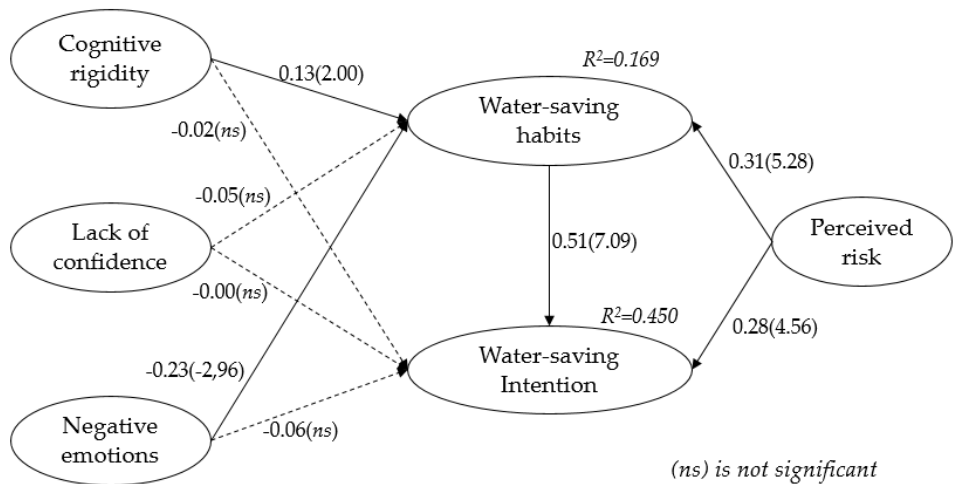 Cognitive
rigidity
0.13(2.00)
-0.02(ns)
R²=0.169
Water-saving
habits
0.31(5.28)
-0.05(ns)
Lack of
confidence
0.51(7.09)
Perceived
risk
-0.00(ns)
R²=0.450
0.28(4.56)
Water-saving
Intention
-0.23(-2,96)
Negative
emotions
-0.06(ns)
(ns) is not significant